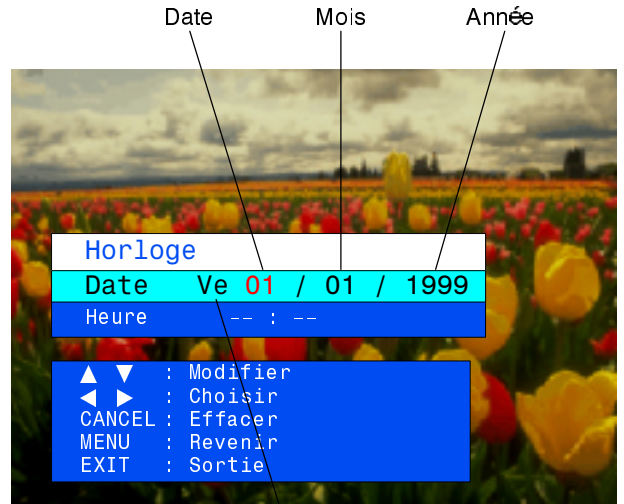 Date Mois Année
Horloge
Date Ve 01 / 01 / 1999
Heure -- : --
▲ ▼ : Modifier
◀ ▶ : Choisir
CANCEL : Effacer
MENU : Revenir
EXIT : Sortie